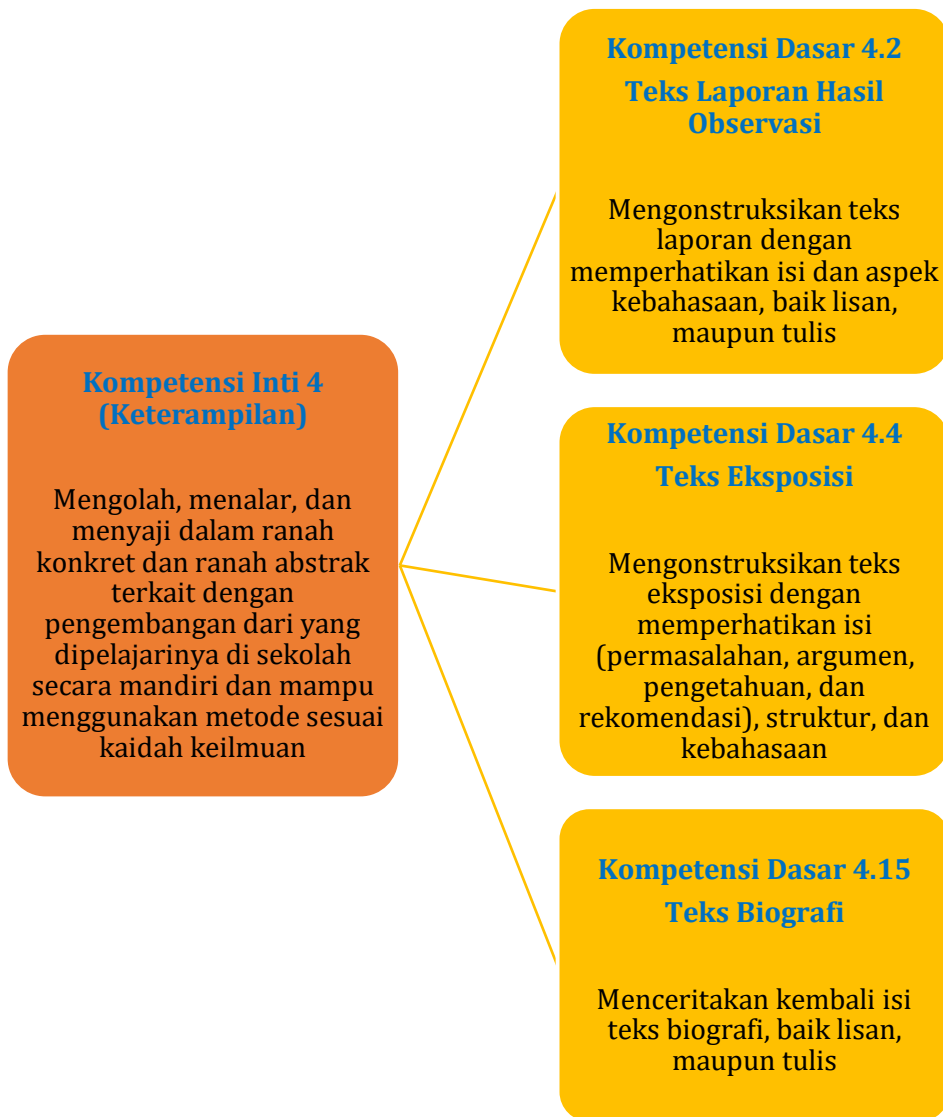 Kompetensi Inti 4
(Keterampilan)
Mengolah, menalar, dan
menyaji dalam ranah
konkret dan ranah abstrak
terkait dengan
pengembangan dari yang
dipelajarinya di sekolah
secara mandiri dan mampu
menggunakan metode sesuai
kaidah keilmuan
Kompetensi Dasar 4.2
Teks Laporan Hasil
Observasi
Mengonstruksikan teks
laporan dengan
memperhatikan isi dan aspek
kebahasaan, baik lisan,
maupun tulis
Kompetensi Dasar 4.4
Teks Eksposisi
Mengonstruksikan teks
eksposisi dengan
memperhatikan isi
(permasalahan, argumen,
pengetahuan, dan
rekomendasi), struktur, dan
kebahasaan
Kompetensi Dasar 4.15
Teks Biografi
Menceritakan kembali isi
teks biografi, baik lisan,
maupun tulis